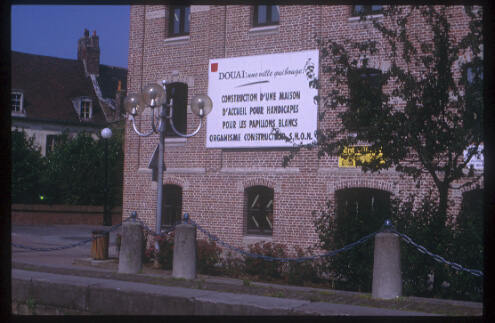 DOUAI : une ville qui bouge !
CONSTRUCTION D'UNE MAISON
D'ACCUEIL POUR HANDICAPES
POUR LES PAPILLONS BLANCS
ORGANISME CONSTRUCTEUR S.R.O.N.